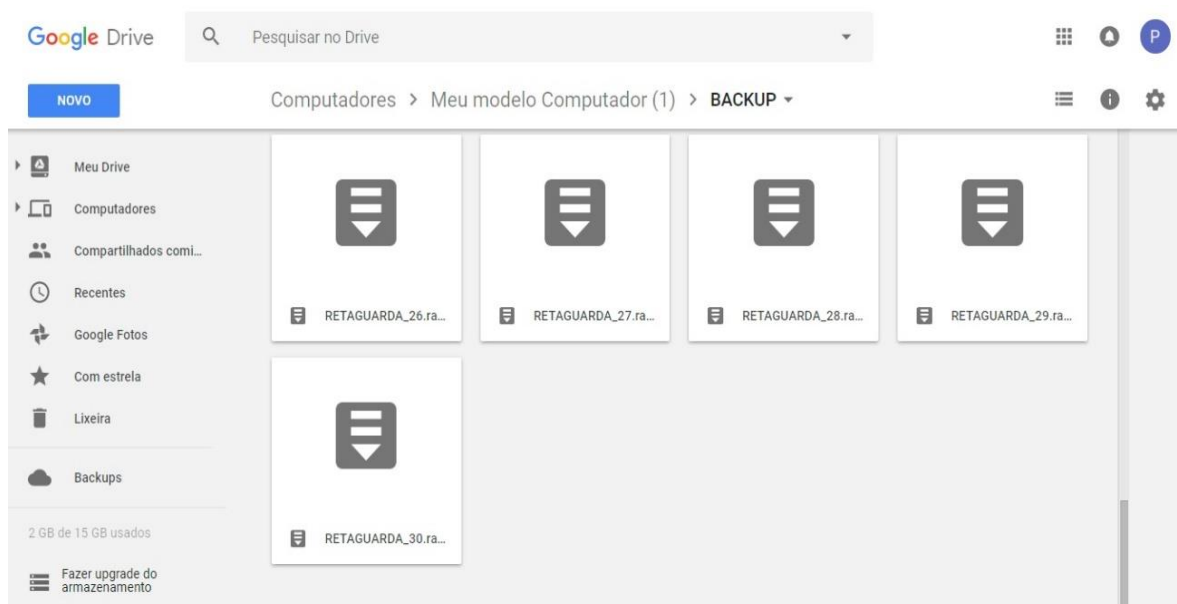 Google Drive
Pesquisar no Drive
P
NOVO
Computadores > Meu modelo Computador (1) > BACKUP
Meu Drive
Computadores
Compartilhados comi...
Recentes
Google Fotos
Com estrela
Lixeira
Backups
2 GB de 15 GB usados
Fazer upgrade do
armazenamento
RETAGUARDA_26.ra...
RETAGUARDA_27.ra...
RETAGUARDA_28.ra...
RETAGUARDA_29.ra...
RETAGUARDA_30.ra...